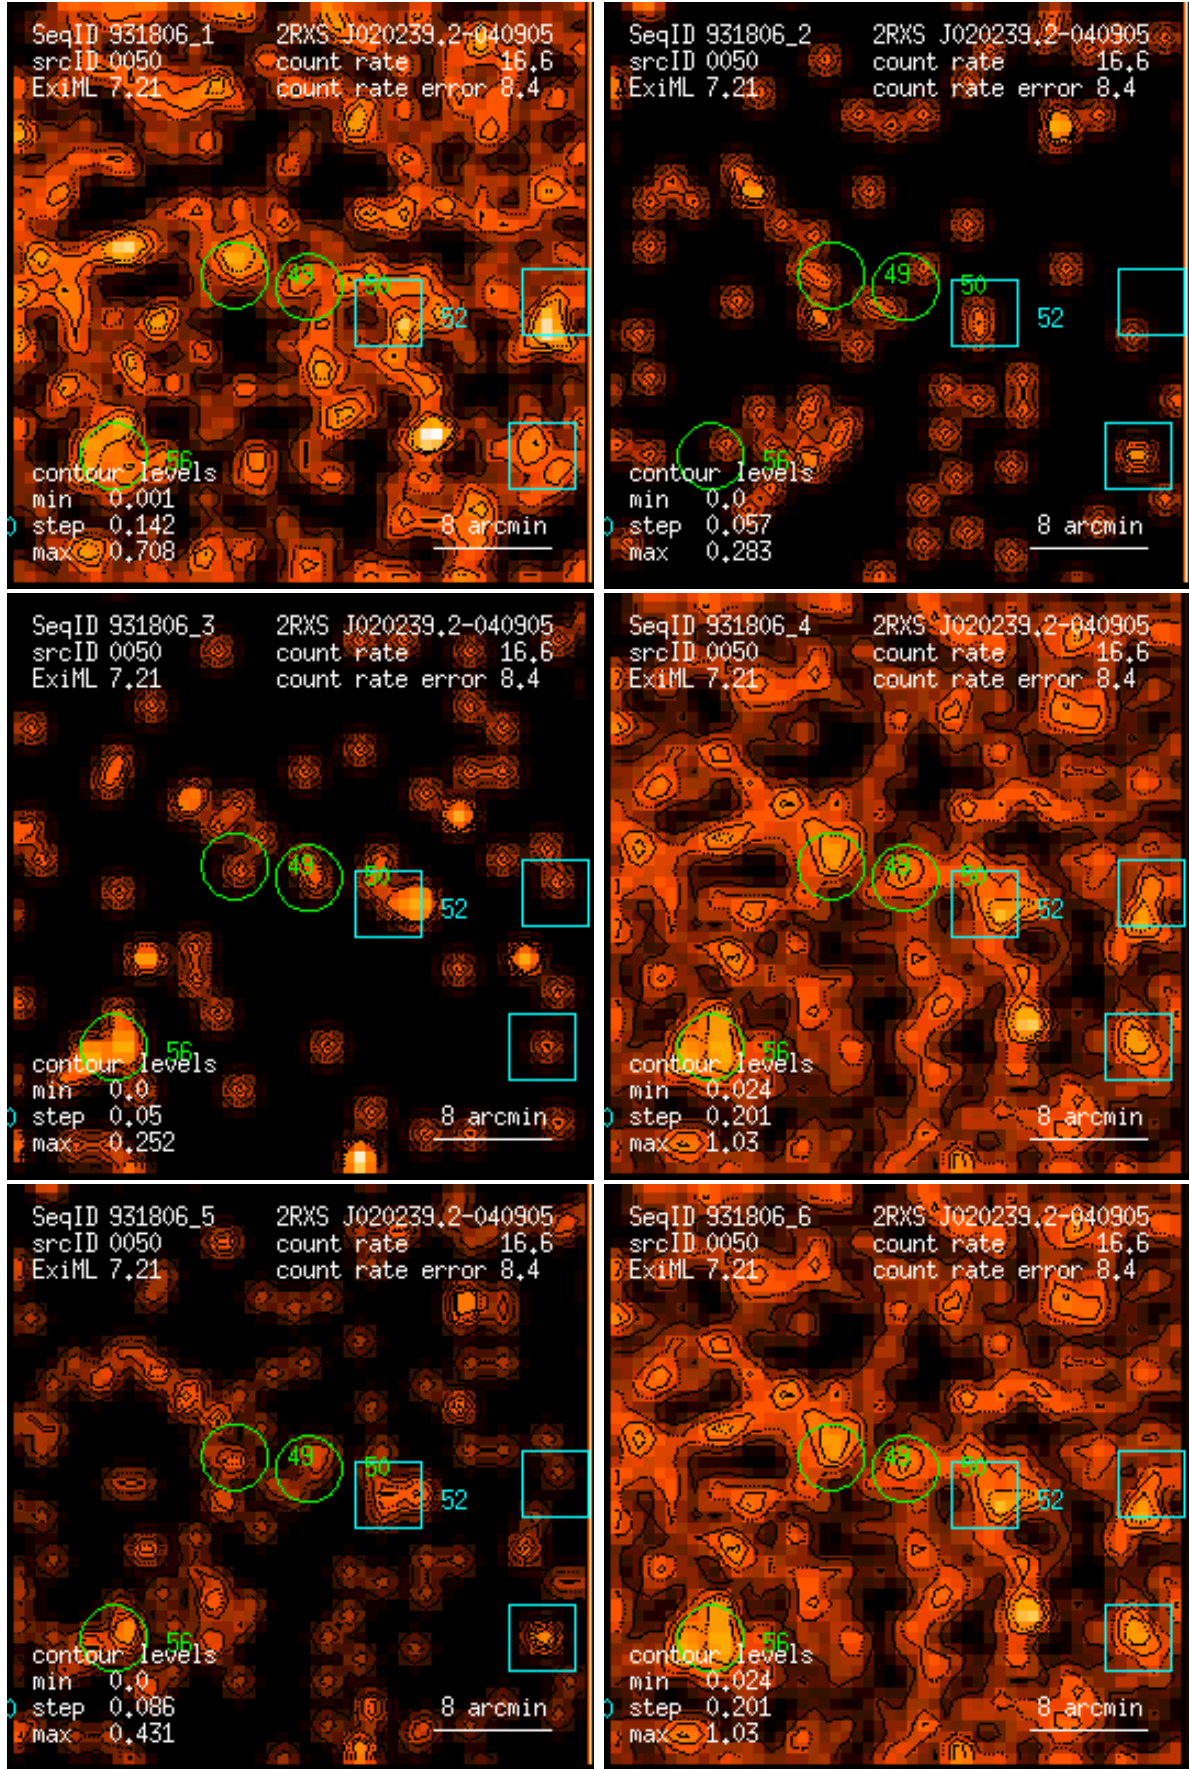 SeqID 931806_1 2RXS J020239.2-040905
srcID 0050 count rate 16.6
ExiML 7.21 count rate error 8.4
49
50
52
56
contour levels
min 0.001
step 0.142 8 arcmin
max 0.708
SeqID 931806_2 2RXS J020239.2-040905
srcID 0050 count rate 16.6
ExiML 7.21 count rate error 8.4
49
50
52
56
contour levels
min 0.0
step 0.057 8 arcmin
max 0.283
SeqID 931806_3 2RXS J020239.2-040905
srcID 0050 count rate 16.6
ExiML 7.21 count rate error 8.4
49
50
52
56
contour levels
min 0.0
step 0.05 8 arcmin
max 0.252
SeqID 931806_4 2RXS J020239.2-040905
srcID 0050 count rate 16.6
ExiML 7.21 count rate error 8.4
49
50
52
56
contour levels
min 0.024
step 0.201 8 arcmin
max 1.03
SeqID 931806_5 2RXS J020239.2-040905
srcID 0050 count rate 16.6
ExiML 7.21 count rate error 8.4
49
50
52
56
contour levels
min 0.0
step 0.086 8 arcmin
max 0.431
SeqID 931806_6 2RXS J020239.2-040905
srcID 0050 count rate 16.6
ExiML 7.21 count rate error 8.4
49
50
52
56
contour levels
min 0.024
step 0.201 8 arcmin
max 1.03